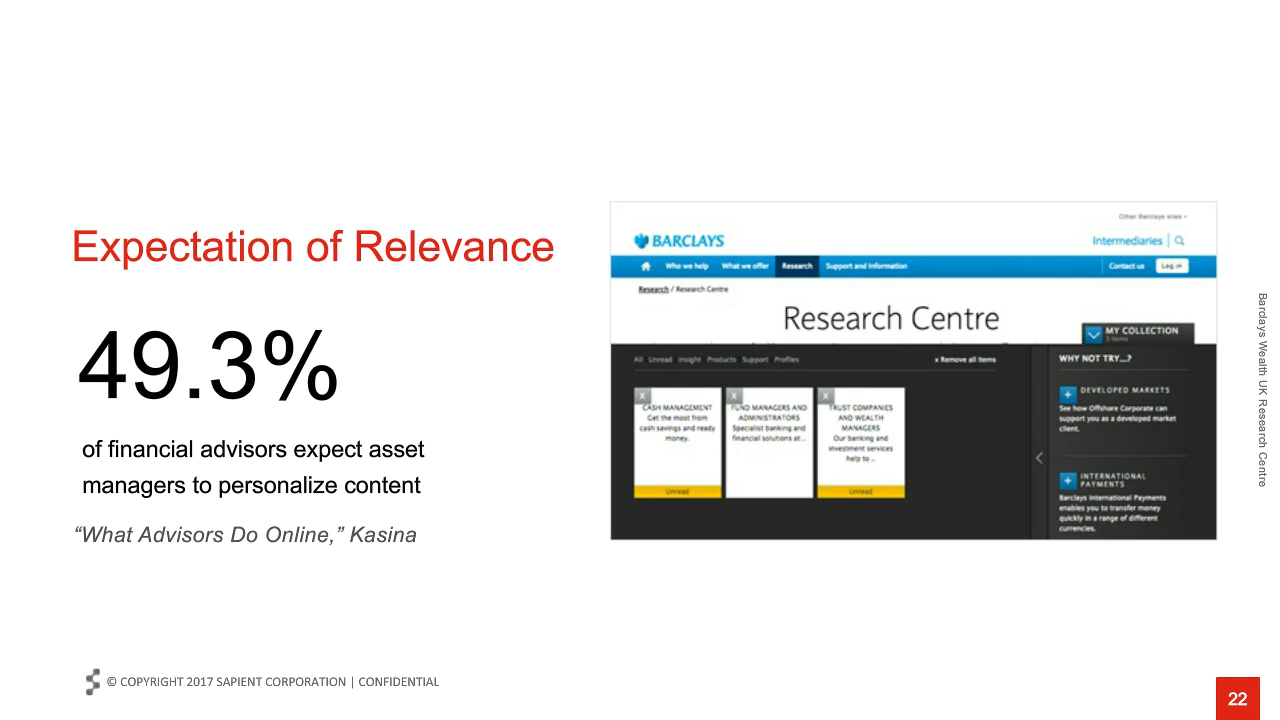 Expectation of Relevance
49.3%
of financial advisors expect asset
managers to personalize content
“What Advisors Do Online,” Kasina
Other Barclays sites
BARCLAYS
Intermediaries
Who we help What we offer Research Support and information
Contact us Log in
Research / Research Centre
Research Centre
MY COLLECTION
3 items
All Unread Insight Products Support Profiles
x Remove all items
WHY NOT TRY...?
X
CASH MANAGEMENT
Get the most from
cash savings and ready
money.
Unread
X
FUND MANAGERS AND
ADMINISTRATORS
Specialist banking and
financial solutions at ..
X
TRUST COMPANIES
AND WEALTH
MANAGERS
Our banking and
investment services
help to ..
Unread
+ DEVELOPED MARKETS
See how Offshore Corporate can
support you as a developed market
client.
+ INTERNATIONAL
PAYMENTS
Barclays International Payments
enables you to transfer money
quickly in a range of different
currencies.
Barclays Wealth UK Research Centre
© COPYRIGHT 2017 SAPIENT CORPORATION | CONFIDENTIAL
22